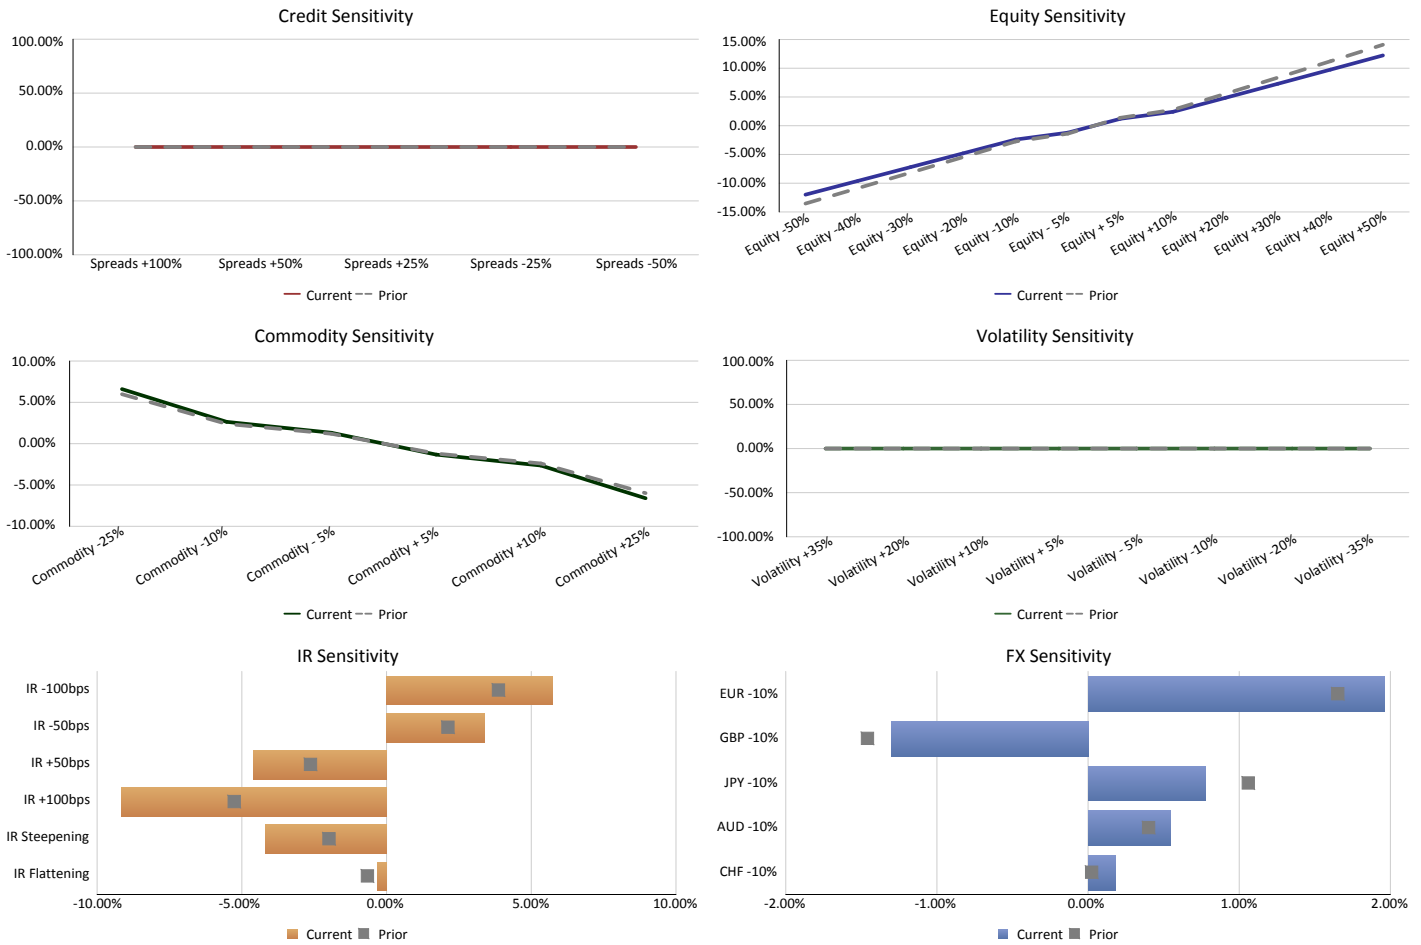 Credit Sensitivity
100.00%
50.00%
0.00%
-50.00%
-100.00%
Spreads +100%
Spreads +50%
Spreads +25%
Spreads -25%
Spreads -50%
Current
Prior
Equity Sensitivity
15.00%
10.00%
5.00%
0.00%
-5.00%
-10.00%
-15.00%
Equity -50%
Equity -40%
Equity -30%
Equity -20%
Equity -10%
Equity - 5%
Equity + 5%
Equity +10%
Equity +20%
Equity +30%
Equity +40%
Equity +50%
Current
Prior
Commodity Sensitivity
10.00%
5.00%
0.00%
-5.00%
-10.00%
Commodity -25%
Commodity -10%
Commodity - 5%
Commodity + 5%
Commodity +10%
Commodity +25%
Current
Prior
Volatility Sensitivity
100.00%
50.00%
0.00%
-50.00%
-100.00%
Volatility +35%
Volatility +20%
Volatility +10%
Volatility + 5%
Volatility - 5%
Volatility -10%
Volatility -20%
Volatility -35%
Current
Prior
IR Sensitivity
IR -100bps
IR -50bps
IR +50bps
IR +100bps
IR Steepening
IR Flattening
-10.00%
-5.00%
0.00%
5.00%
10.00%
Current
Prior
FX Sensitivity
EUR -10%
GBP -10%
JPY -10%
AUD -10%
CHF -10%
-2.00%
-1.00%
0.00%
1.00%
2.00%
Current
Prior